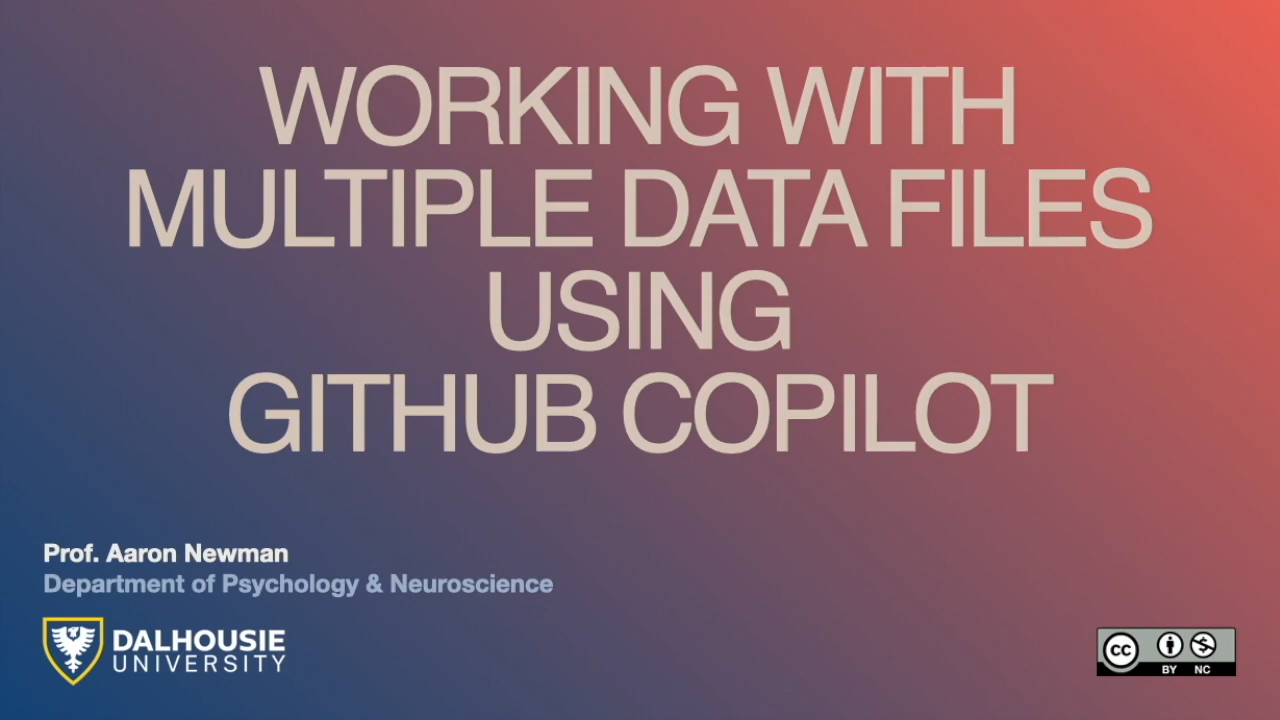 WORKING WITH
MULTIPLE DATA FILES
USING
GITHUB COPILOT
Prof. Aaron Newman
Department of Psychology & Neuroscience
DALHOUSIE
UNIVERSITY
CC
BY NC